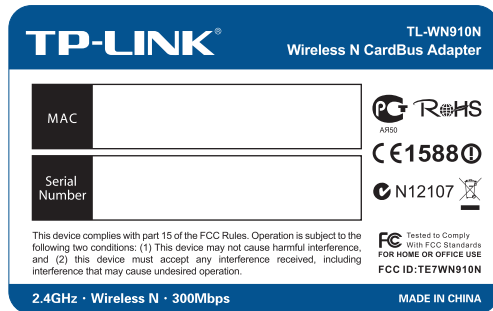 TP-LINK®
TL-WN910N
Wireless N CardBus Adapter
MAC
Serial
Number
АЯ50
RoHS
CE1588
N12107
This device complies with part 15 of the FCC Rules. Operation is subject to the
following two conditions: (1) This device may not cause harmful interference,
and (2) this device must accept any interference received, including
interference that may cause undesired operation.
FC Tested to Comply
With FCC Standards
FOR HOME OR OFFICE USE
FCC ID:TE7WN910N
2.4GHz · Wireless N · 300Mbps
MADE IN CHINA